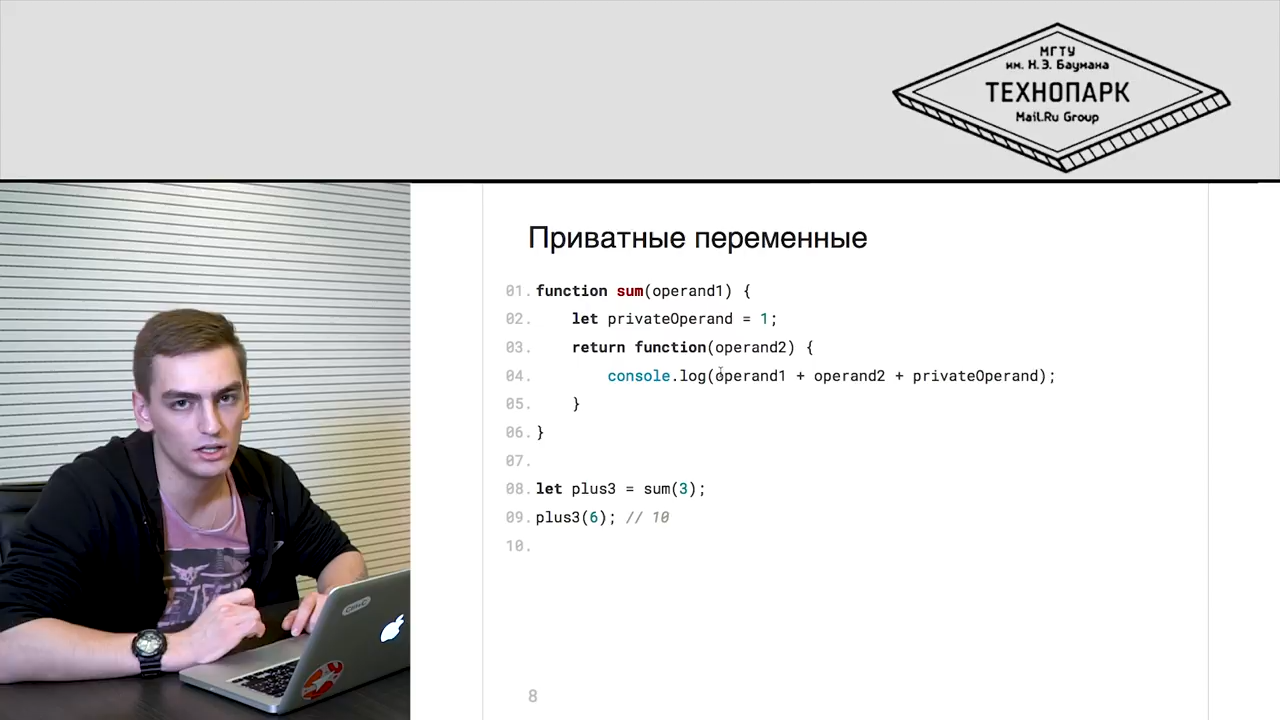 МГТУ
им. Н.Э. Баумана
ТЕХНОПАРК
Mail.Ru Group
Приватные переменные
01. function sum(operand1) {
02. let privateOperand = 1;
03. return function(operand2) {
04. console.log(operand1 + operand2 + privateOperand);
05. }
06. }
07.
08. let plus3 = sum(3);
09. plus3(6); // 10
10.
8